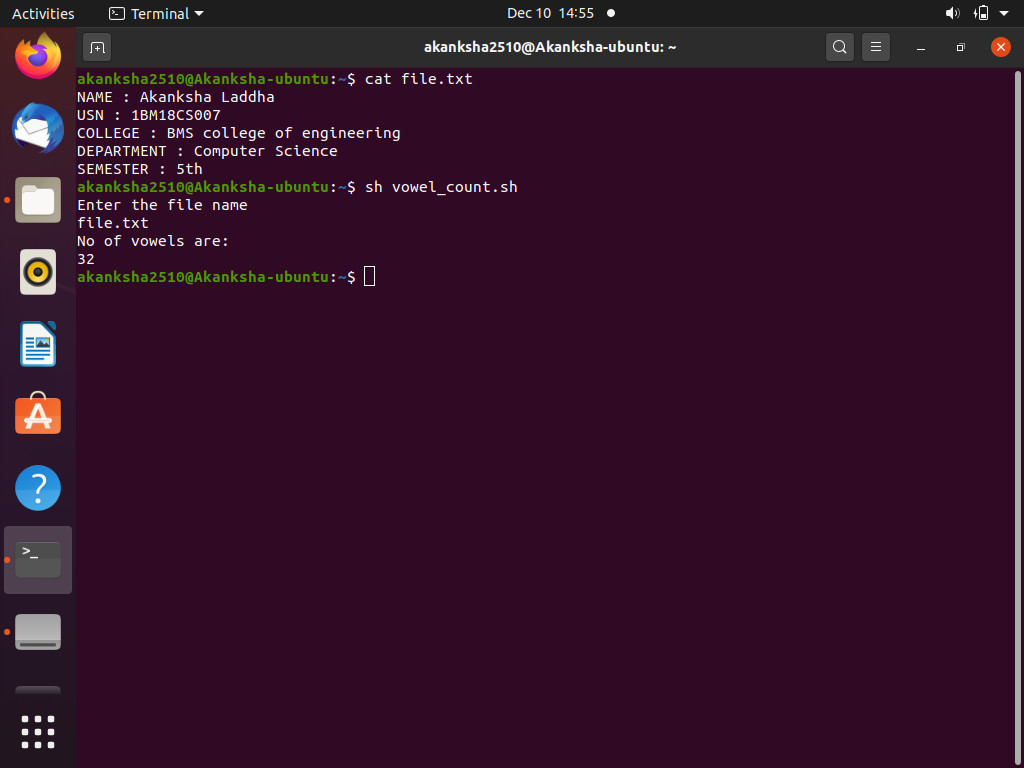 Activities Terminal Dec 10 14:55
akanksha2510@Akanksha-ubuntu: ~
akanksha2510@Akanksha-ubuntu:~$ cat file.txt
NAME : Akanksha Laddha
USN : 1BM18CS007
COLLEGE : BMS college of engineering
DEPARTMENT : Computer Science
SEMESTER : 5th
akanksha2510@Akanksha-ubuntu:~$ sh vowel_count.sh
Enter the file name
file.txt
No of vowels are:
32
akanksha2510@Akanksha-ubuntu:~$